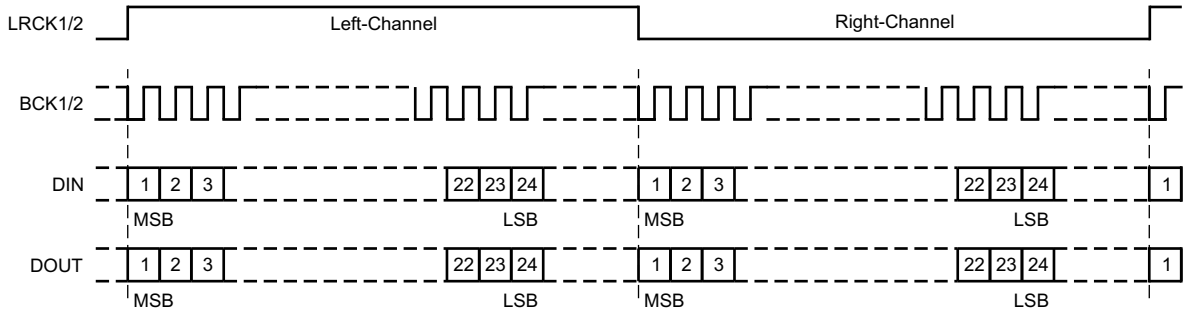 LRCK1/2 Left-Channel Right-Channel
BCK1/2
DIN 1 2 3 22 23 24 1 2 3 22 23 24 1
MSB LSB MSB LSB
DOUT 1 2 3 22 23 24 1 2 3 22 23 24 1
MSB LSB MSB LSB